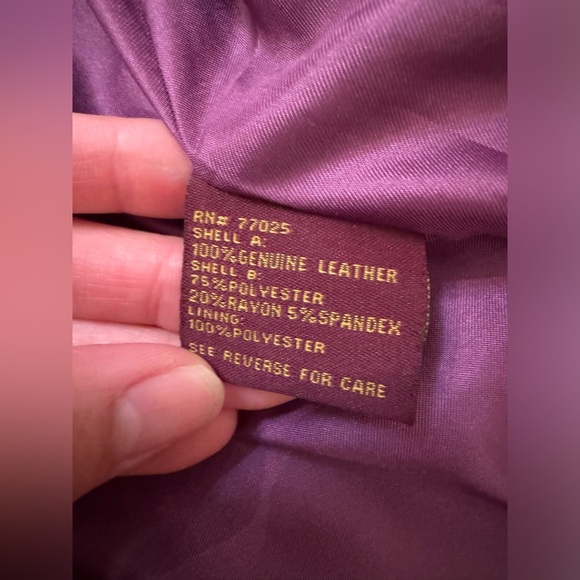 RN# 77025
SHELL A:
100%GENUINE LEATHER
SHELL B:
75%POLYESTER
20%RAYON 5%SPANDEX
LINING:
100%POLYESTER
SEE REVERSE FOR CARE